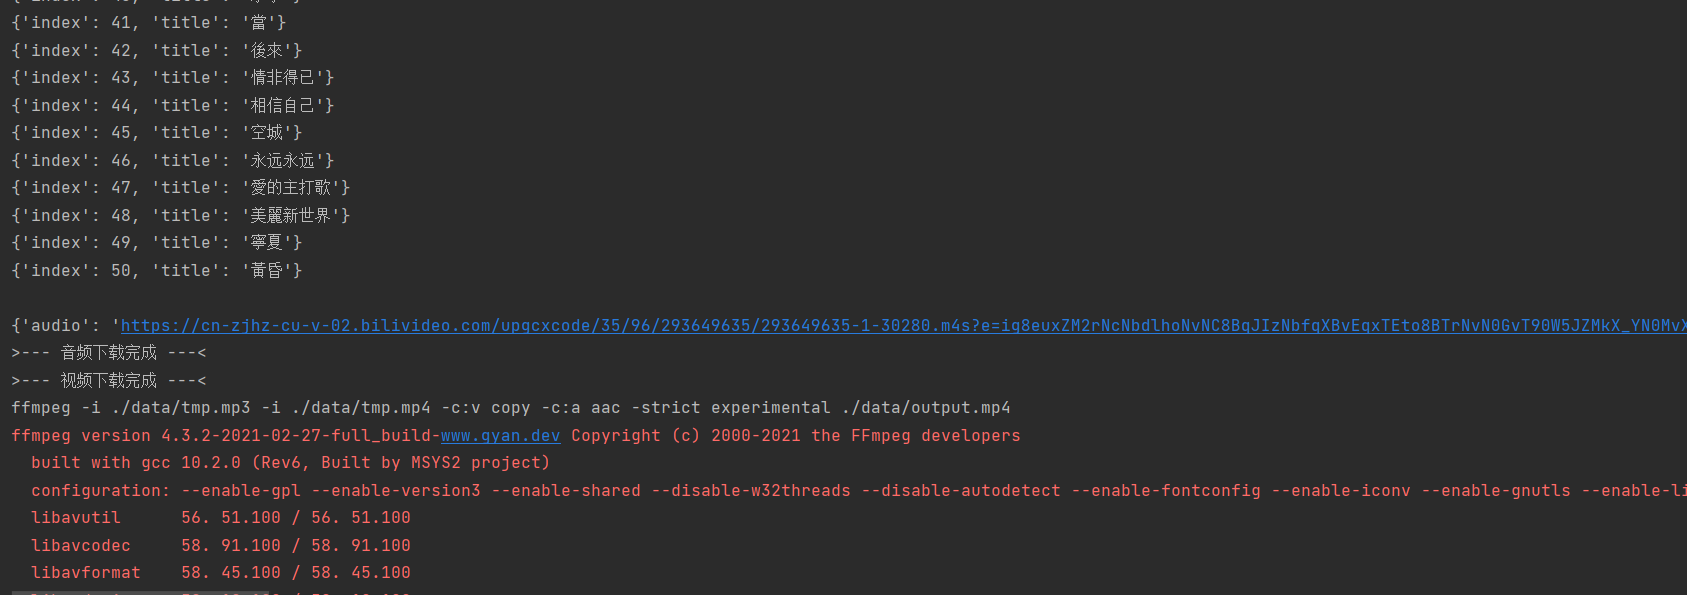 {'index': 41, 'title': '當'}
{'index': 42, 'title': '後來'}
{'index': 43, 'title': '情非得已'}
{'index': 44, 'title': '相信自己'}
{'index': 45, 'title': '空城'}
{'index': 46, 'title': '永远永远'}
{'index': 47, 'title': '愛的主打歌'}
{'index': 48, 'title': '美麗新世界'}
{'index': 49, 'title': '寧夏'}
{'index': 50, 'title': '黃昏'}
{'audio': 'https://cn-zjhz-cu-v-02.bilivideo.com/upgcxcode/35/96/293649635/293649635-1-30280.m4s?e=ig8euxZM2rNcNbdlhoNvNC8BqJIzNbfqXBvEqxTEto8BTrNvN0GvT90W5JZMkX_YN0MvX
>--- 音频下载完成 ---<
>--- 视频下载完成 ---<
ffmpeg -i ./data/tmp.mp3 -i ./data/tmp.mp4 -c:v copy -c:a aac -strict experimental ./data/output.mp4
ffmpeg version 4.3.2-2021-02-27-full_build-www.gyan.dev Copyright (c) 2000-2021 the FFmpeg developers
built with gcc 10.2.0 (Rev6, Built by MSYS2 project)
configuration: --enable-gpl --enable-version3 --enable-shared --disable-w32threads --disable-autodetect --enable-fontconfig --enable-iconv --enable-gnutls --enable-li
libavutil 56. 51.100 / 56. 51.100
libavcodec 58. 91.100 / 58. 91.100
libavformat 58. 45.100 / 58. 45.100